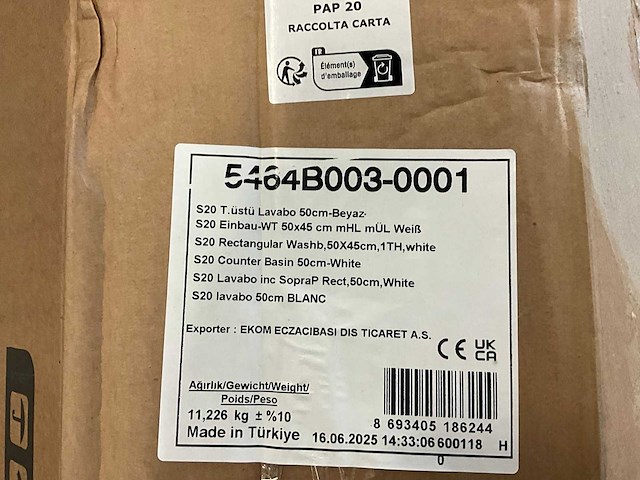 PAP 20
RACCOLTA CARTA
FR
Élément(s)
d'emballage
5464B003-0001
S20 T.üstü Lavabo 50cm-Beyaz-
S20 Einbau-WT 50x45 cm mHL mÜL Weiß
S20 Rectangular Washb,50X45cm,1TH,white
S20 Counter Basin 50cm-White
S20 Lavabo inc SopraP Rect,50cm,White
S20 lavabo 50cm BLANC
Exporter : EKOM ECZACIBASI DIS TICARET A.S.
CE UK CA
Ağırlık/Gewicht/Weight/
Poids/Peso
11,226 kg ± %10
8 693405 186244
Made in Türkiye 16.06.2025 14:33:06 600118 H
0